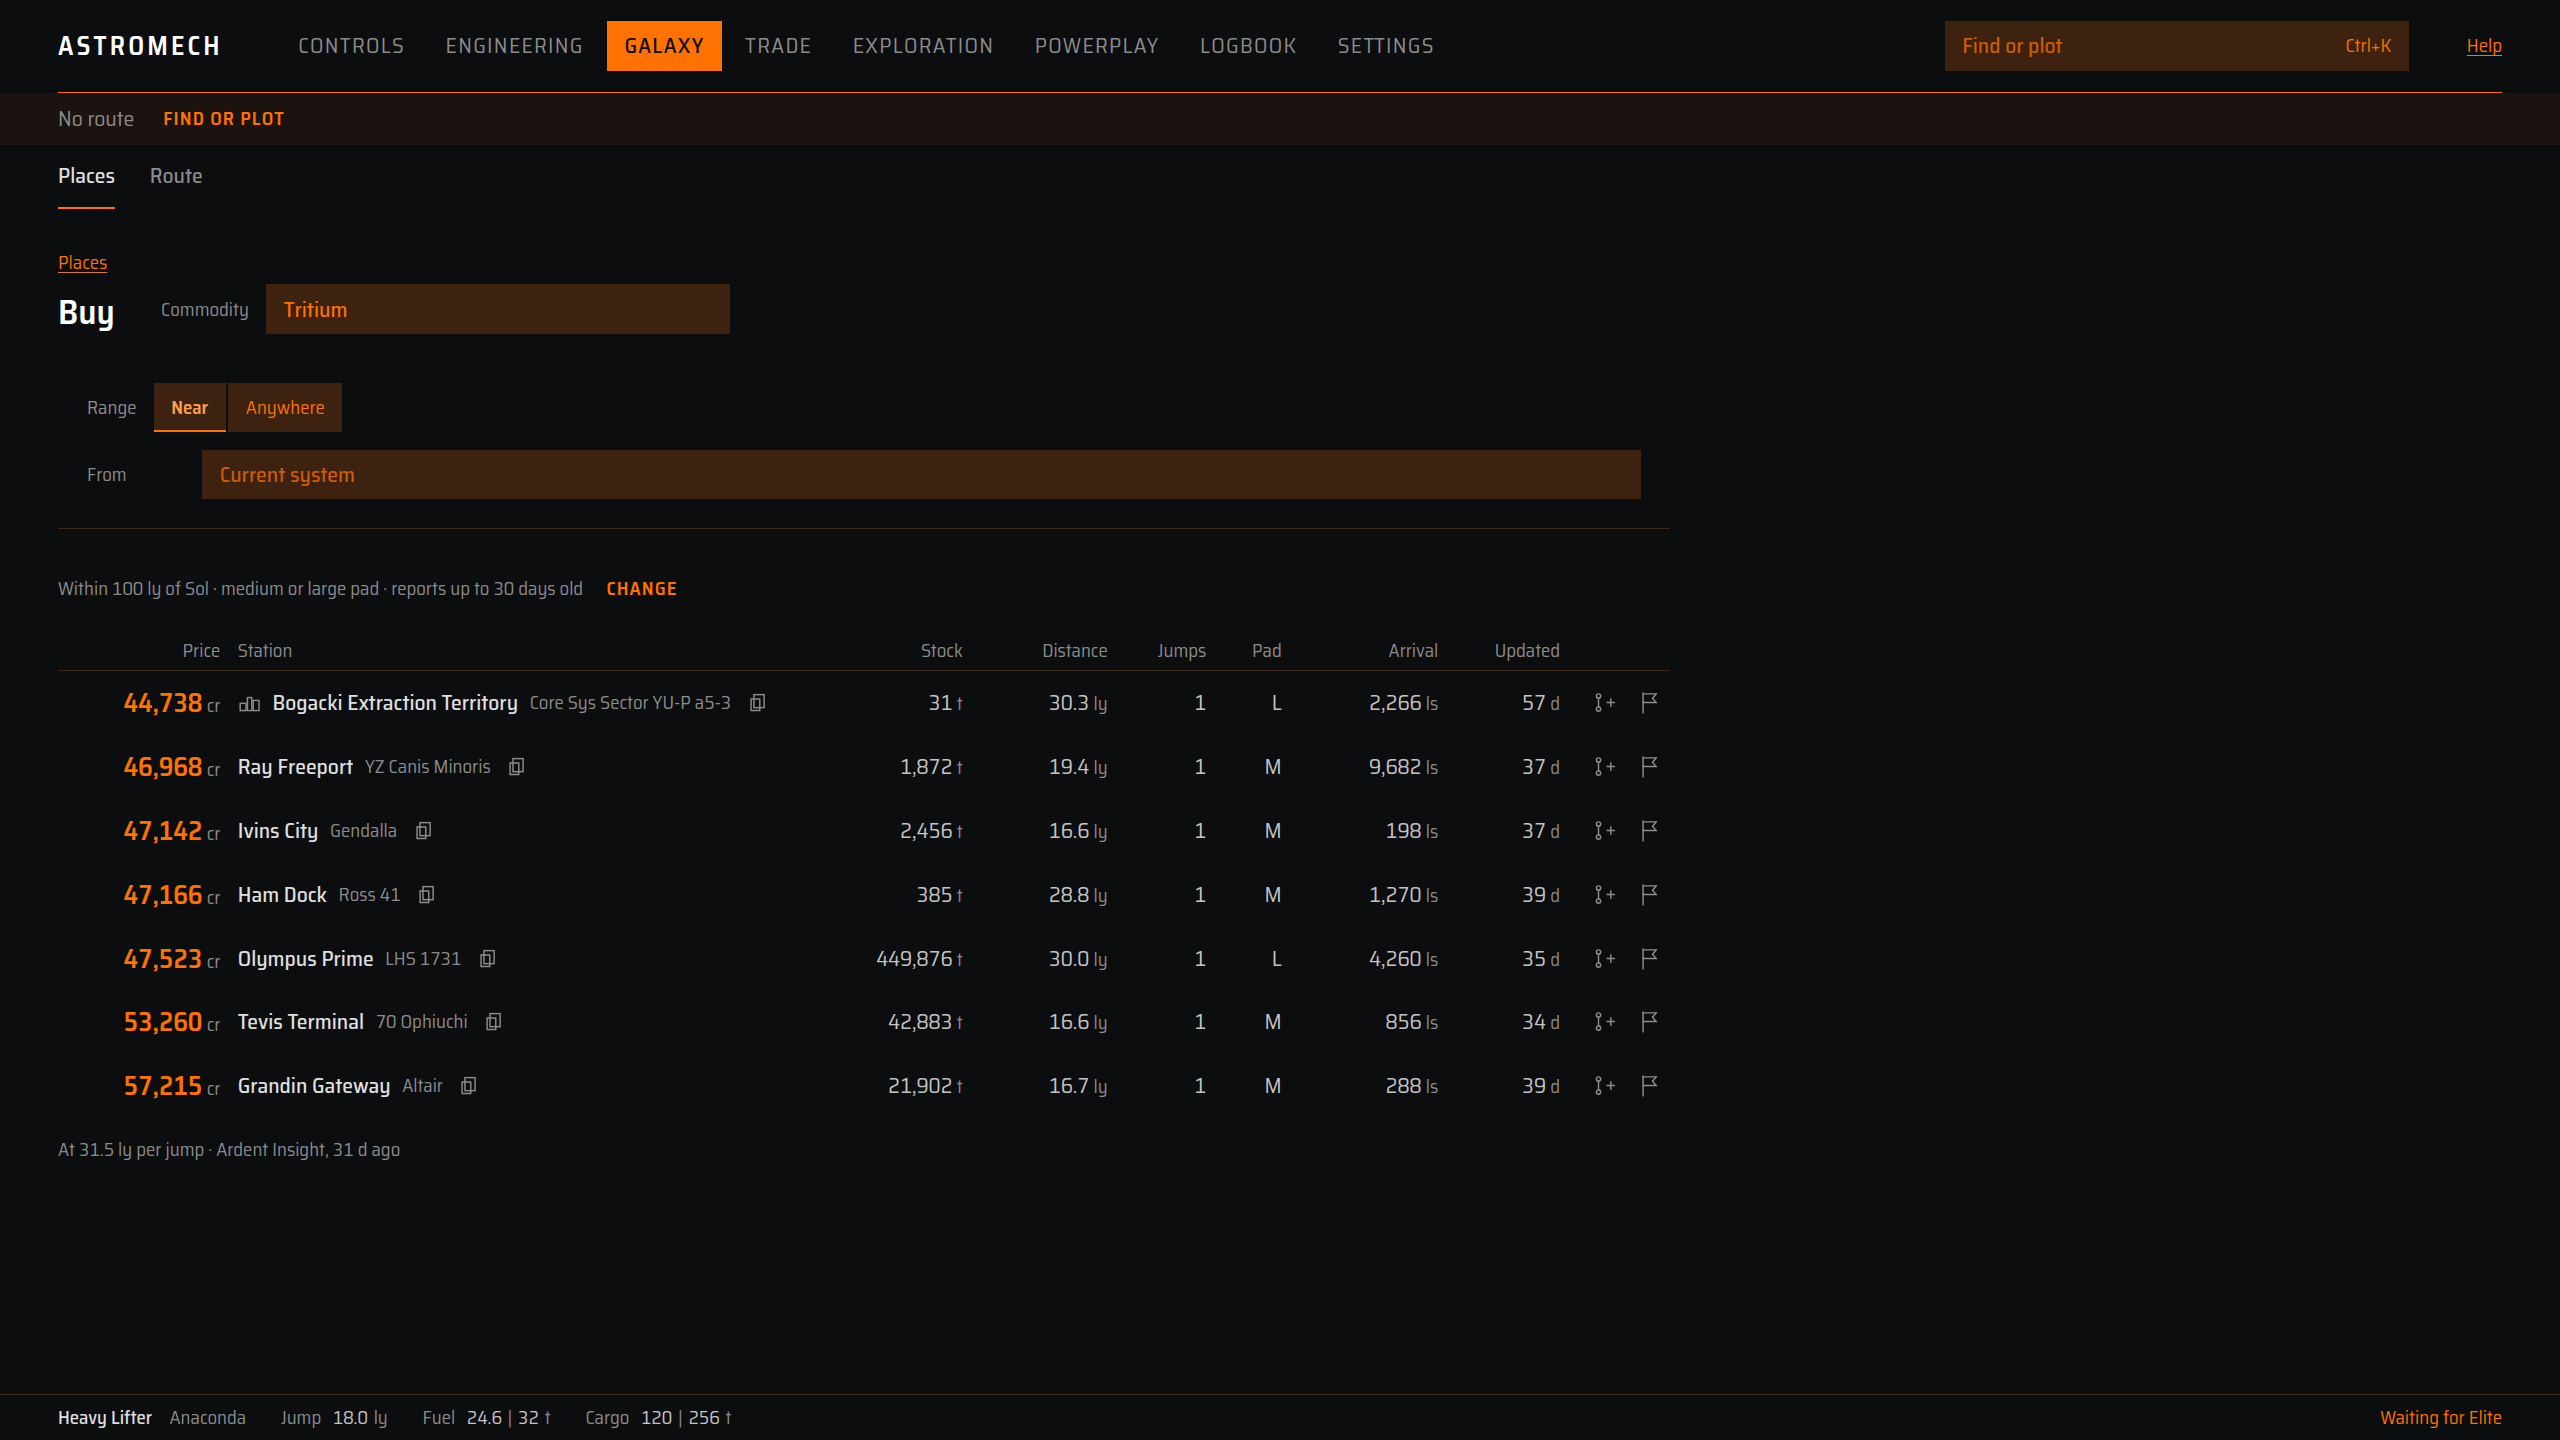 ASTROMECH CONTROLS ENGINEERING GALAXY TRADE EXPLORATION POWERPLAY LOGBOOK SETTINGS Find or plot Ctrl+K Help
No route FIND OR PLOT
Places Route
Places
Buy Commodity Tritium
Range Near Anywhere
From Current system
Within 100 ly of Sol · medium or large pad · reports up to 30 days old CHANGE
Price Station Stock Distance Jumps Pad Arrival Updated
44,738 cr Bogacki Extraction Territory Core Sys Sector YU-P a5-3 31 t 30.3 ly 1 L 2,266 ls 57 d
46,968 cr Ray Freeport YZ Canis Minoris 1,872 t 19.4 ly 1 M 9,682 ls 37 d
47,142 cr Ivins City Gendalla 2,456 t 16.6 ly 1 M 198 ls 37 d
47,166 cr Ham Dock Ross 41 385 t 28.8 ly 1 M 1,270 ls 39 d
47,523 cr Olympus Prime LHS 1731 449,876 t 30.0 ly 1 L 4,260 ls 35 d
53,260 cr Tevis Terminal 70 Ophiuchi 42,883 t 16.6 ly 1 M 856 ls 34 d
57,215 cr Grandin Gateway Altair 21,902 t 16.7 ly 1 M 288 ls 39 d
At 31.5 ly per jump · Ardent Insight, 31 d ago
Heavy Lifter Anaconda Jump 18.0 ly Fuel 24.6 | 32 t Cargo 120 | 256 t Waiting for Elite